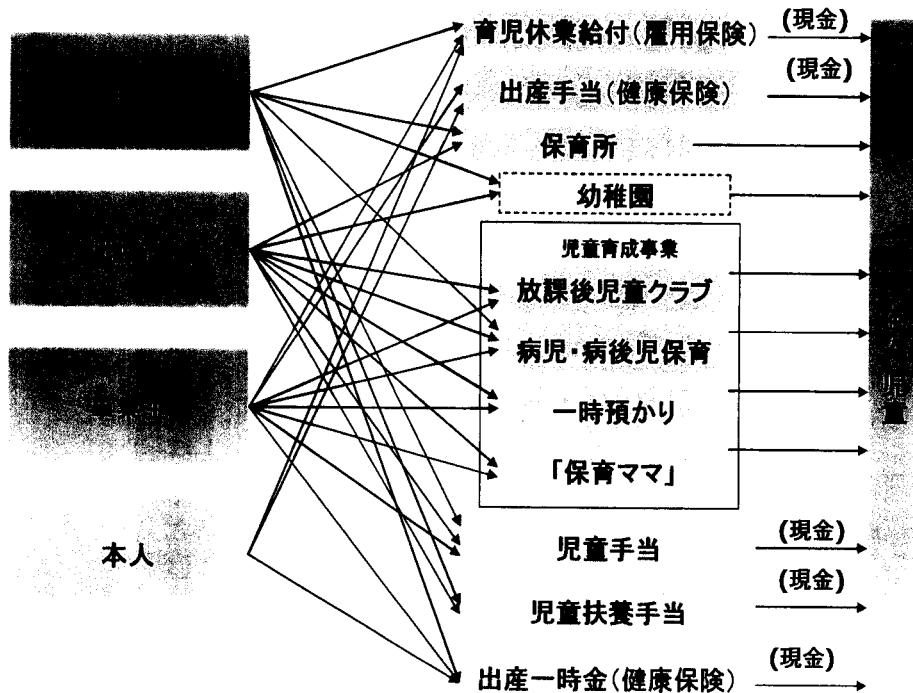 育児休業給付(雇用保険)
(現金)
出産手当(健康保険)
(現金)
保育所
幼稚園
児童育成事業
放課後児童クラブ
病児・病後児保育
一時預かり
「保育ママ」
本人
児童手当
(現金)
児童扶養手当
(現金)
出産一時金(健康保険)
(現金)
児童